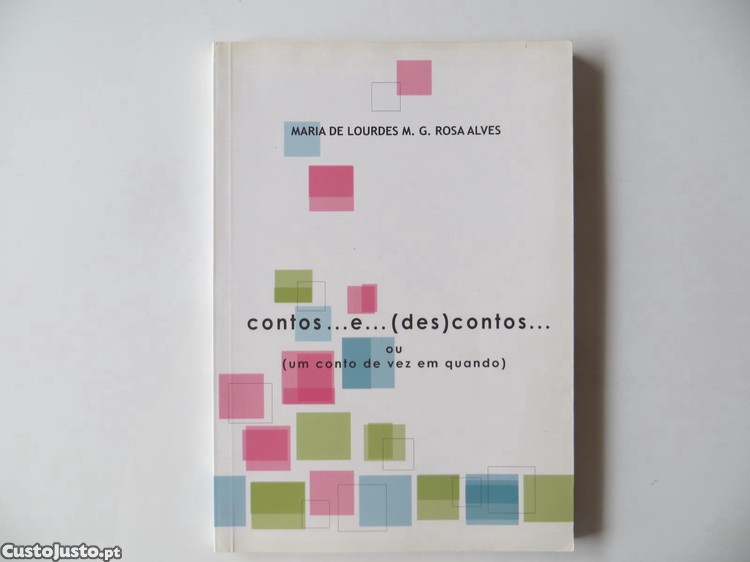 MARIA DE LOURDES M. G. ROSA ALVES
contos...e...(des)contos...
ou
(um conto de vez em quando)
CustoJusto.pt